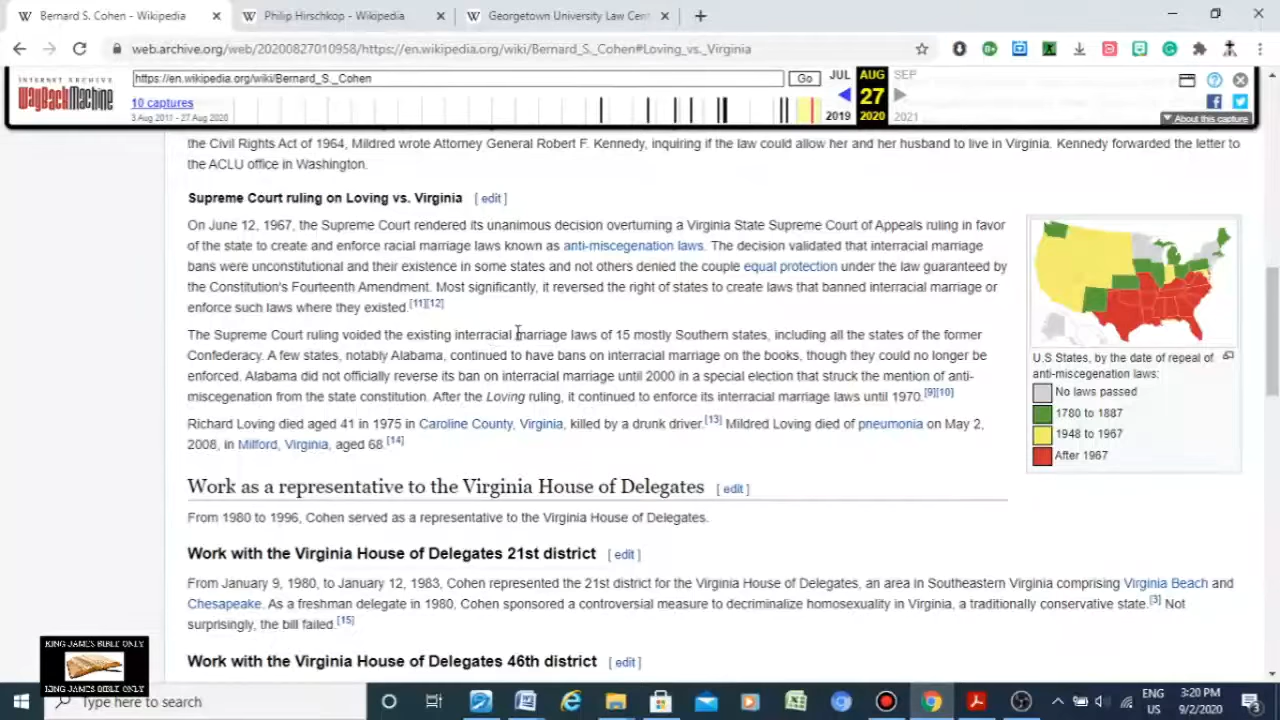 Bernard S. Cohen - Wikipedia
Philip Hirschkop - Wikipedia
Georgetown University Law Cent
web.archive.org/web/20200827010958/https://en.wikipedia.org/wiki/Bernard_S._Cohen#Loving_vs._Virginia
INTERNET ARCHIVE
WayBackMachine
https://en.wikipedia.org/wiki/Bernard_S._Cohen
Go
JUL
AUG
SEP
10 captures
27
3 Aug 2011 - 27 Aug 2020
2019
2020
2021
About this capture
the Civil Rights Act of 1964, Mildred wrote Attorney General Robert F. Kennedy, inquiring if the law could allow her and her husband to live in Virginia. Kennedy forwarded the letter to
the ACLU office in Washington.
Supreme Court ruling on Loving vs. Virginia [ edit ]
On June 12, 1967, the Supreme Court rendered its unanimous decision overturning a Virginia State Supreme Court of Appeals ruling in favor
of the state to create and enforce racial marriage laws known as anti-miscegenation laws. The decision validated that interracial marriage
bans were unconstitutional and their existence in some states and not others denied the couple equal protection under the law guaranteed by
the Constitution's Fourteenth Amendment. Most significantly, it reversed the right of states to create laws that banned interracial marriage or
enforce such laws where they existed.[11][12]
The Supreme Court ruling voided the existing interracial marriage laws of 15 mostly Southern states, including all the states of the former
Confederacy. A few states, notably Alabama, continued to have bans on interracial marriage on the books, though they could no longer be
enforced. Alabama did not officially reverse its ban on interracial marriage until 2000 in a special election that struck the mention of anti-
miscegenation from the state constitution. After the Loving ruling, it continued to enforce its interracial marriage laws until 1970.[9][10]
Richard Loving died aged 41 in 1975 in Caroline County, Virginia, killed by a drunk driver.[13] Mildred Loving died of pneumonia on May 2,
2008, in Milford, Virginia, aged 68.[14]
U.S States, by the date of repeal of
anti-miscegenation laws:
No laws passed
1780 to 1887
1948 to 1967
After 1967
Work as a representative to the Virginia House of Delegates [ edit ]
From 1980 to 1996, Cohen served as a representative to the Virginia House of Delegates.
Work with the Virginia House of Delegates 21st district [ edit ]
From January 9, 1980, to January 12, 1983, Cohen represented the 21st district for the Virginia House of Delegates, an area in Southeastern Virginia comprising Virginia Beach and
Chesapeake. As a freshman delegate in 1980, Cohen sponsored a controversial measure to decriminalize homosexuality in Virginia, a traditionally conservative state.[3] Not
surprisingly, the bill failed.[15]
Work with the Virginia House of Delegates 46th district [ edit ]
KING JAMES BIBLE ONLY
KING JAMES BIBLE ONLY
Type here to search
ENG
US
3:20 PM
9/2/2020
3